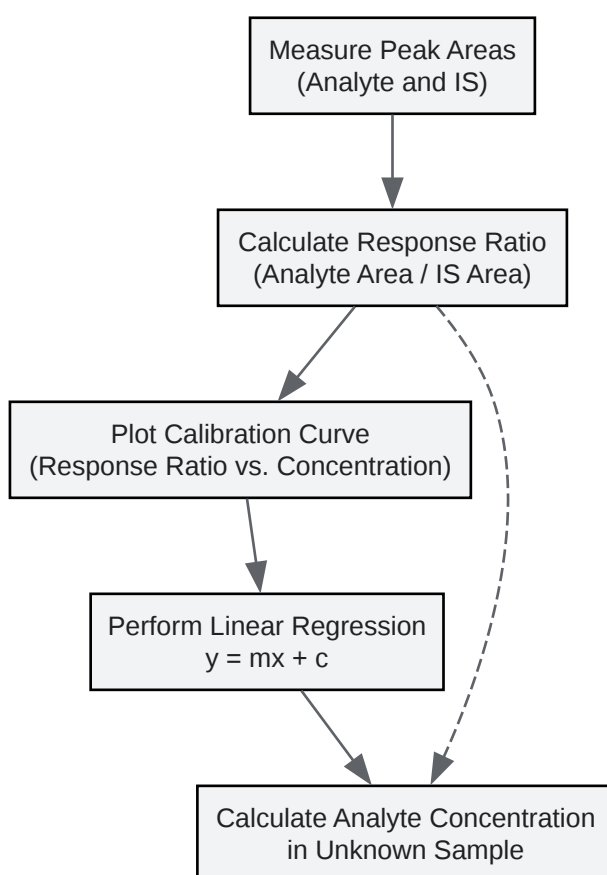 Measure Peak Areas
(Analyte and IS)
Calculate Response Ratio
(Analyte Area / IS Area)
Plot Calibration Curve
(Response Ratio vs. Concentration)
Perform Linear Regression
y = mx + c
Calculate Analyte Concentration
in Unknown Sample